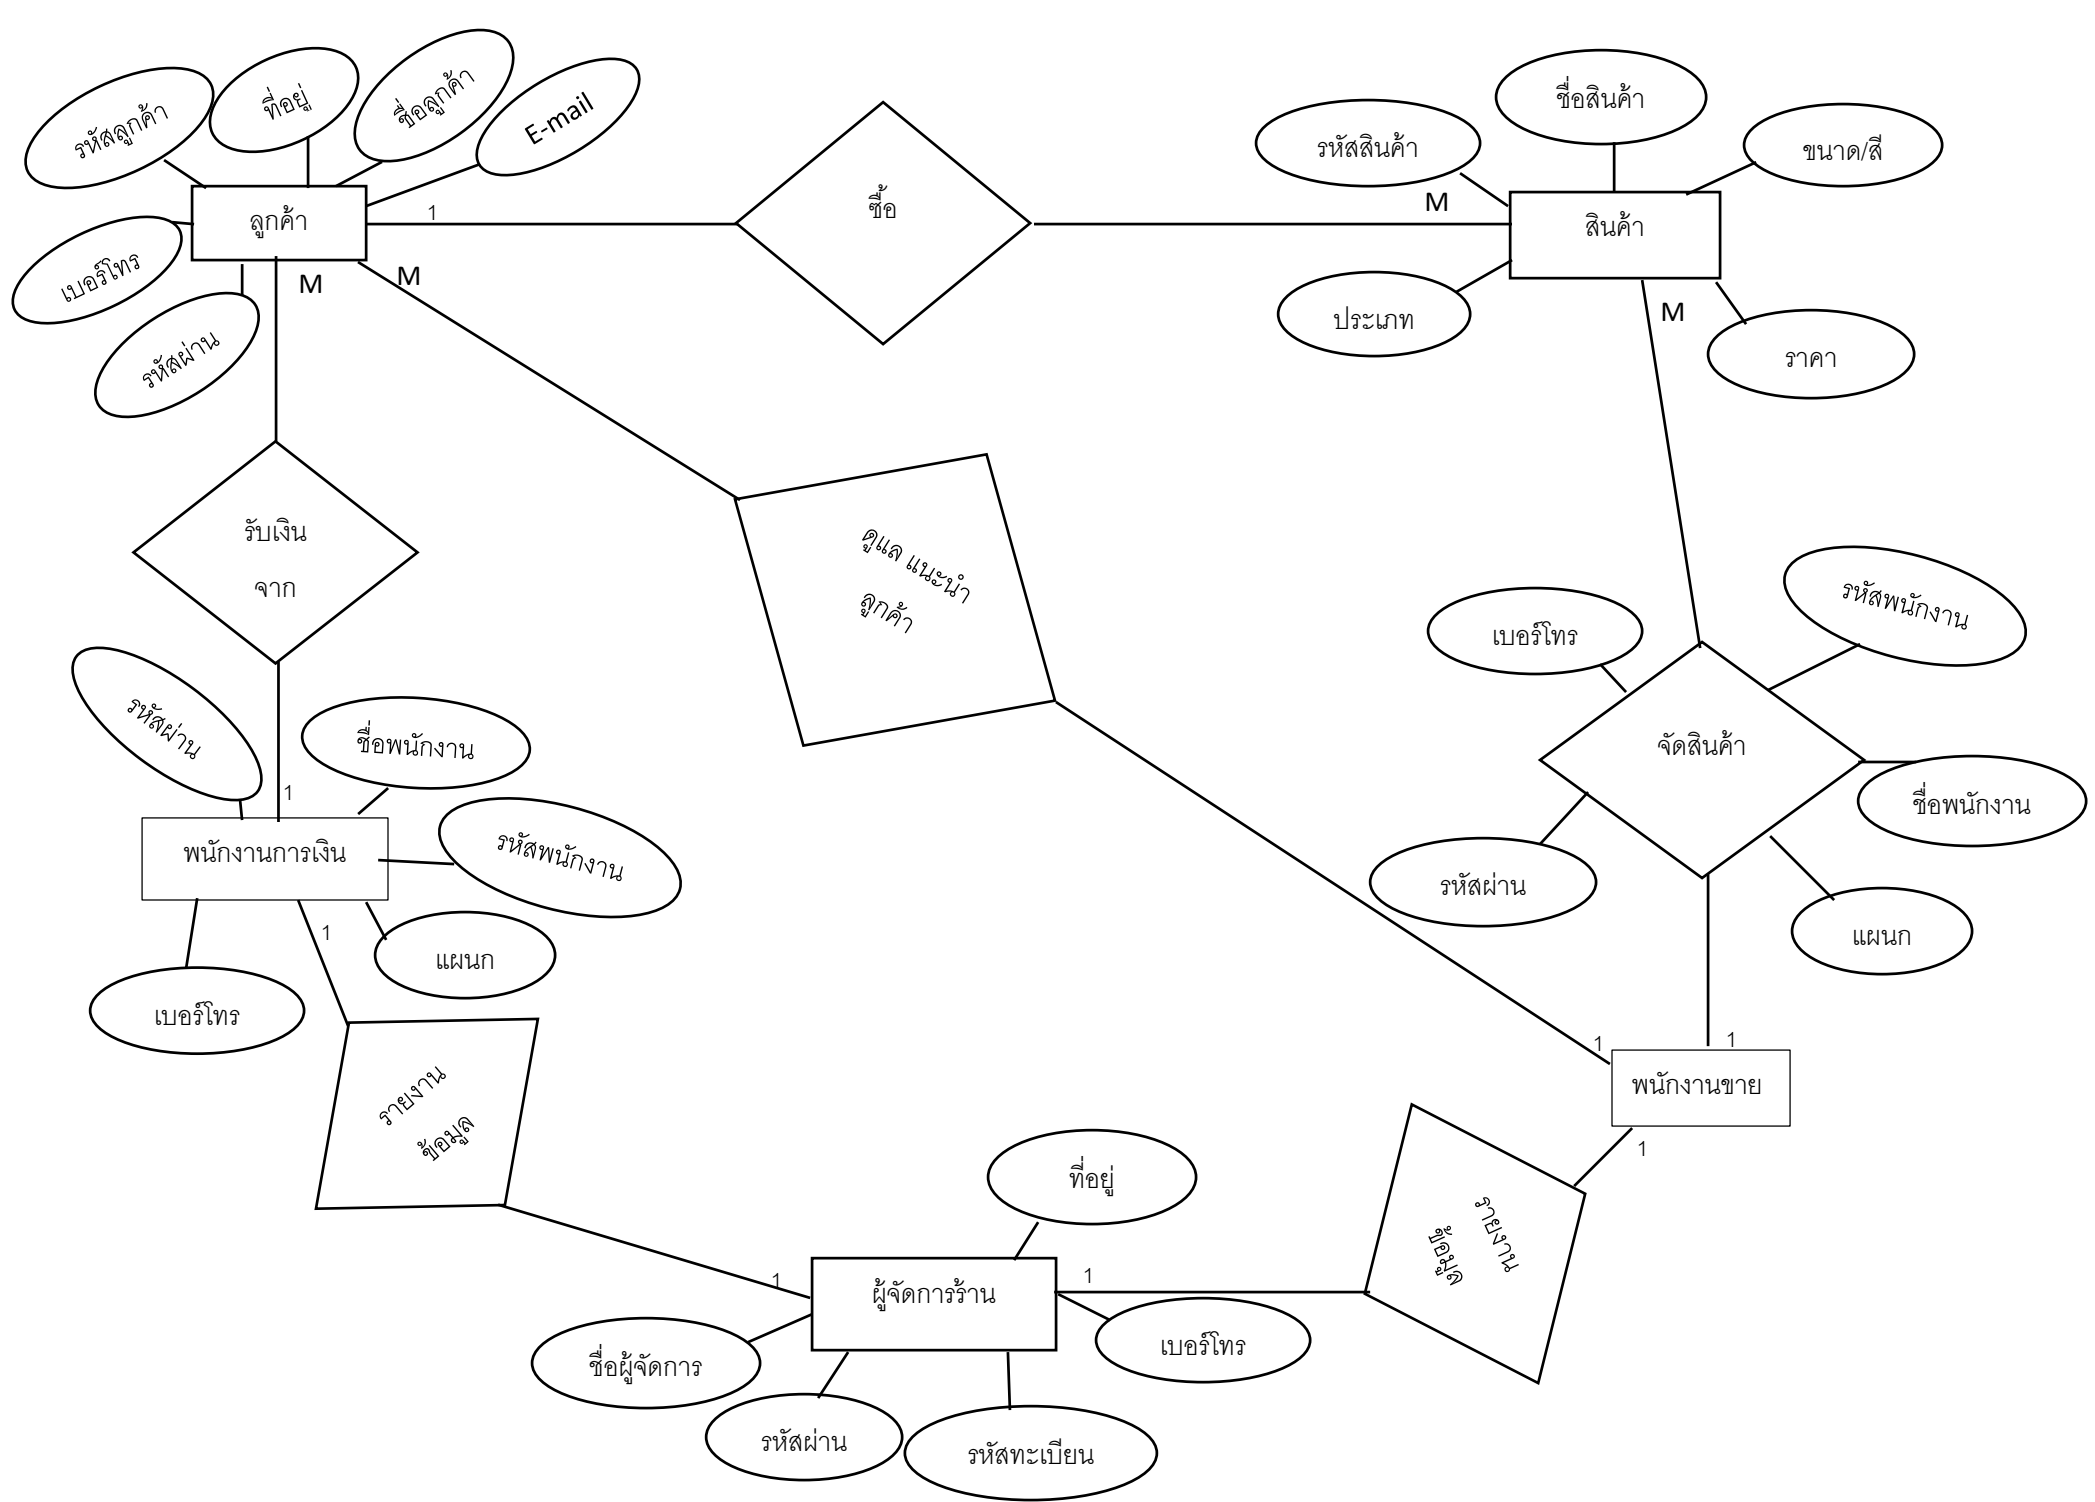 รหัสลูกค้า
ที่อยู่
ชื่อลูกค้า
E-mail
ชื่อสินค้า
รหัสสินค้า
ขนาด/สี
ลูกค้า
1
ซื้อ
M
สินค้า
เบอร์โทร
M
M
ประเภท
M
ราคา
รหัสผ่าน
รับเงิน
จาก
ดูแล แนะนำ
ลูกค้า
เบอร์โทร
รหัสพนักงาน
รหัสผ่าน
ชื่อพนักงาน
จัดสินค้า
1
ชื่อพนักงาน
พนักงานการเงิน
รหัสพนักงาน
รหัสผ่าน
1
แผนก
แผนก
เบอร์โทร
1
1
พนักงานขาย
รายงาน
ข้อมูล
1
ที่อยู่
รายงาน
ข้อมูล
1
ผู้จัดการร้าน
1
เบอร์โทร
ชื่อผู้จัดการ
รหัสผ่าน
รหัสทะเบียน